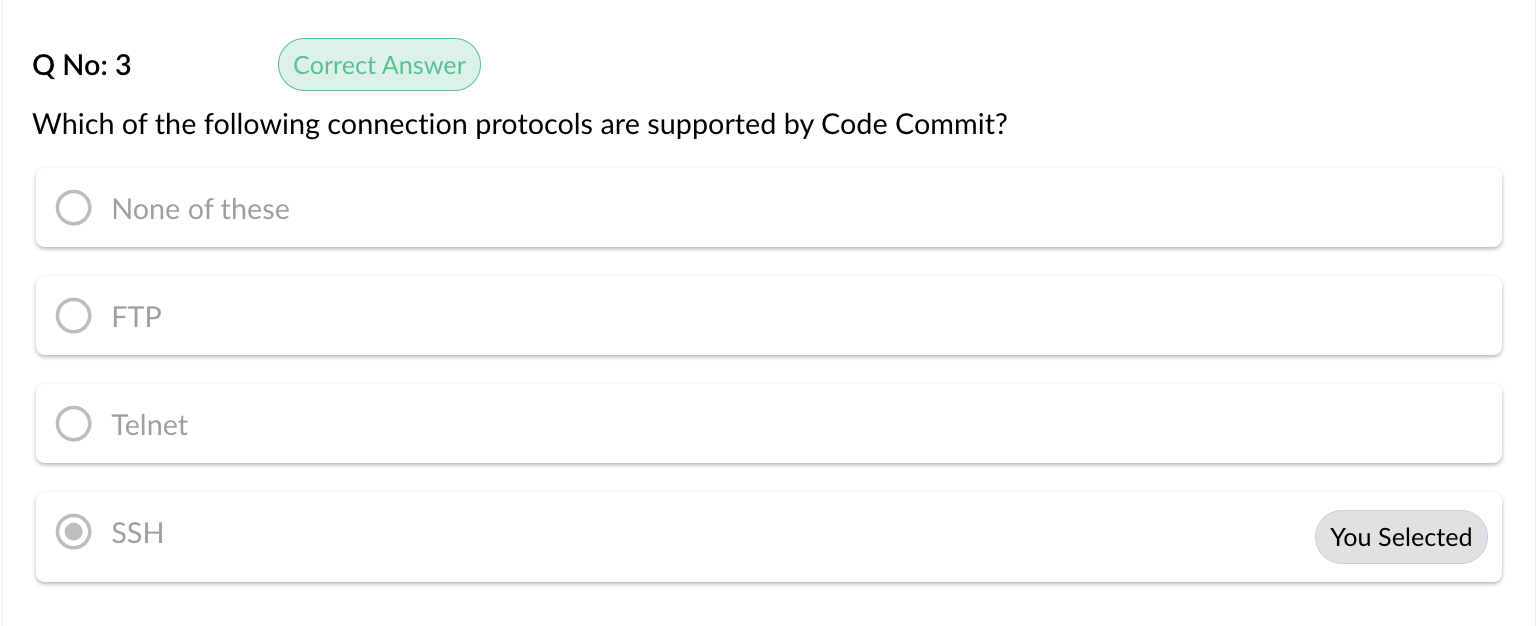 Q No: 3 Correct Answer
Which of the following connection protocols are supported by Code Commit?
None of these
FTP
Telnet
SSH You Selected